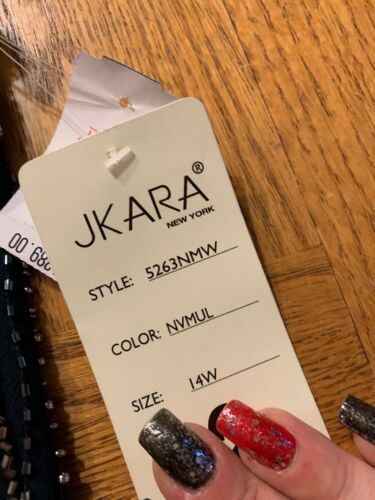 JKARA®
NEW YORK
STYLE: 5263NMW
COLOR: NVMUL
SIZE: 14W